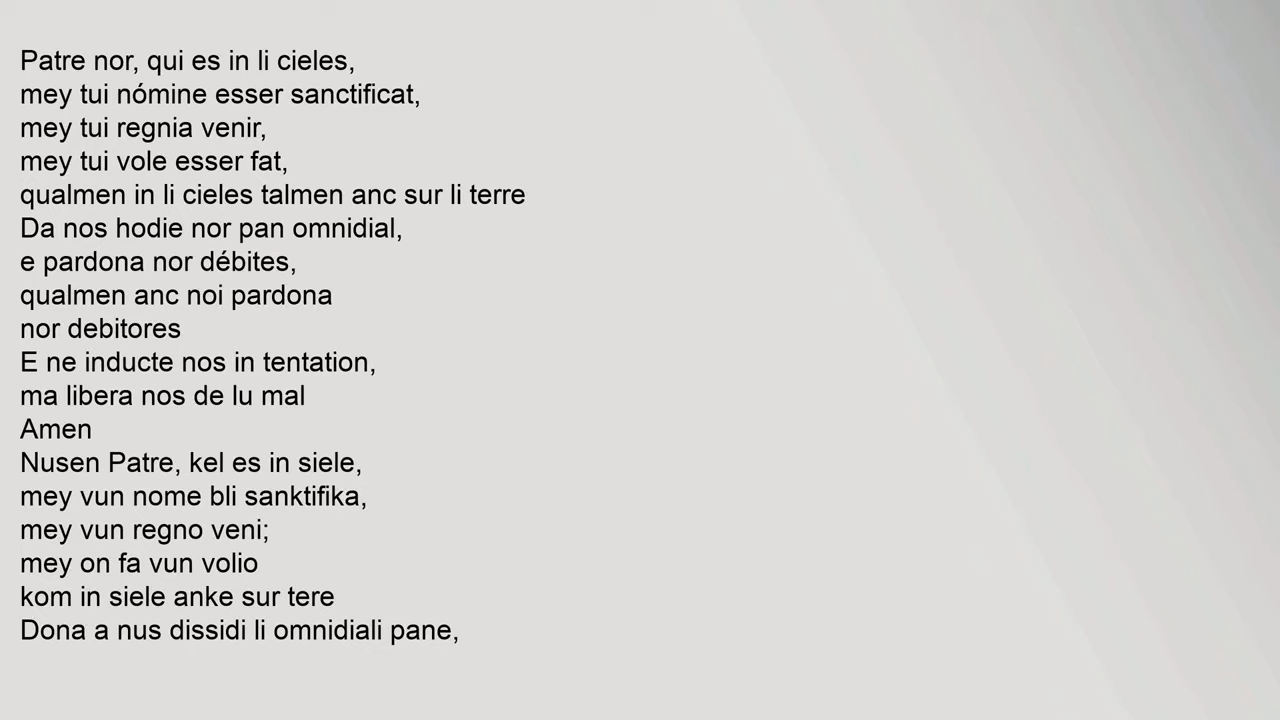 Patre nor, qui es in li cieles,
mey tui nómine esser sanctificat,
mey tui regnia venir,
mey tui vole esser fat,
qualmen in li cieles talmen anc sur li terre
Da nos hodie nor pan omnidial,
e pardona nor débites,
qualmen anc noi pardona
nor debitores
E ne inducte nos in tentation,
ma libera nos de lu mal
Amen
Nusen Patre, kel es in siele,
mey vun nome bli sanktifika,
mey vun regno veni;
mey on fa vun volio
kom in siele anke sur tere
Dona a nus dissidi li omnidiali pane,